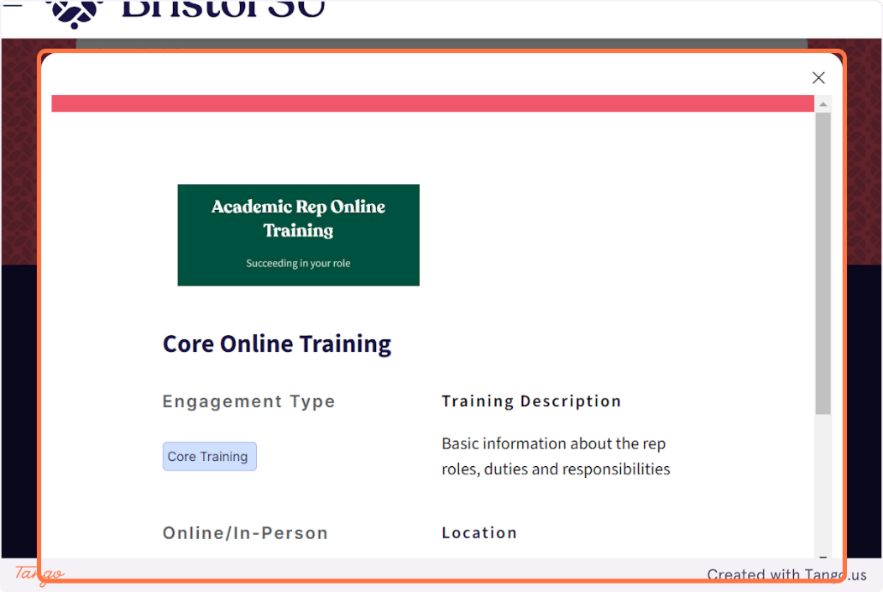 Bristol SU
Academic Rep Online
Training
Succeeding in your role
Core Online Training
Engagement Type
Training Description
Core Training
Basic information about the rep
roles, duties and responsibilities
Online/In-Person
Location
Tango
Created with Tango.us